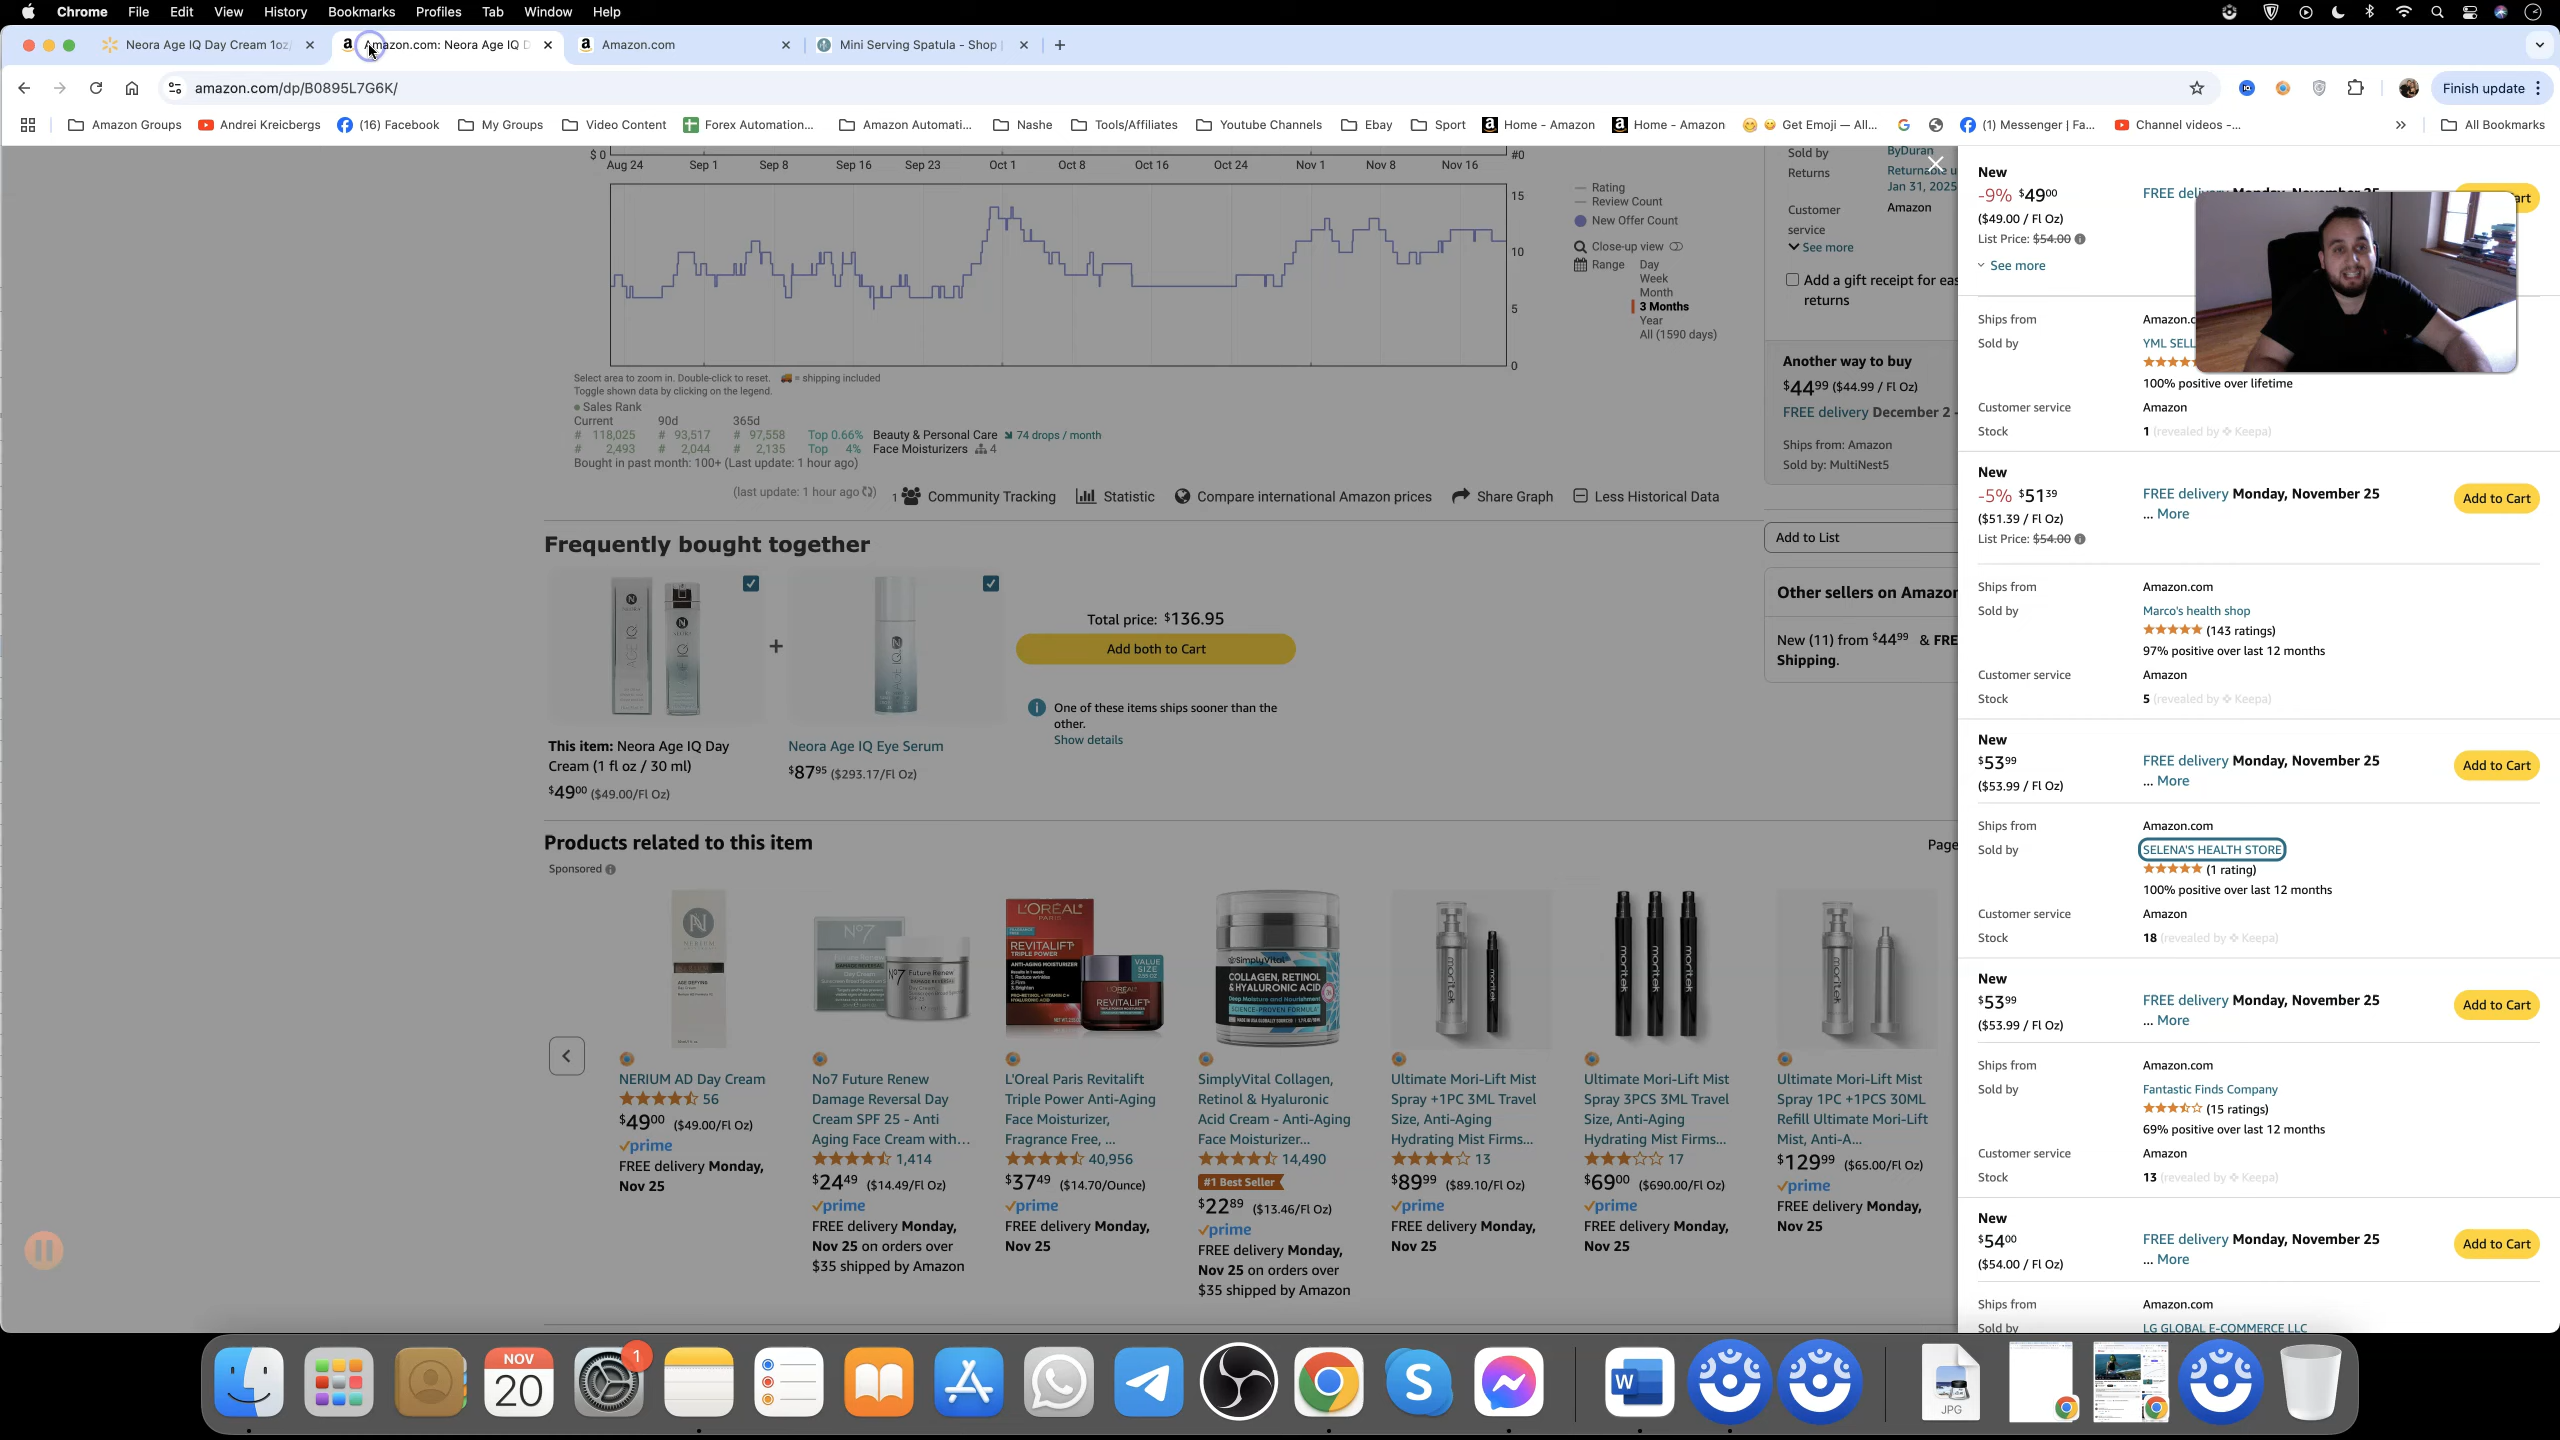 Chrome File Edit View History Bookmarks Profiles Tab Window Help
Neora Age IQ Day Cream 1oz
Amazon.com: Neora Age IQ D
Amazon.com
Mini Serving Spatula - Shop
amazon.com/dp/B0895L7G6K/
Finish update
Amazon Groups
Andrei Kreicbergs
(16) Facebook
My Groups
Video Content
Forex Automation...
Amazon Automati...
Nashe
Tools/Affiliates
Youtube Channels
Ebay
Sport
Home - Amazon
Home - Amazon
Get Emoji — All...
(1) Messenger | Fa...
Channel videos -...
All Bookmarks
$ 0
#0
Aug 24 Sep 1 Sep 8 Sep 16 Sep 23 Oct 1 Oct 8 Oct 16 Oct 24 Nov 1 Nov 8 Nov 16
15
10
5
0
Rating
Review Count
New Offer Count
Close-up view
Range
Day
Week
Month
3 Months
Year
All (1590 days)
Select area to zoom in. Double-click to reset. = shipping included
Toggle shown data by clicking on the legend.
Sales Rank
Current 90d 365d
# 118,025 # 93,517 # 97,558 Top 0.66% Beauty & Personal Care 74 drops / month
# 2,493 # 2,044 # 2,135 Top 4% Face Moisturizers 4
Bought in past month: 100+ (Last update: 1 hour ago)
(last update: 1 hour ago)
1 Community Tracking
Statistic
Compare international Amazon prices
Share Graph
Less Historical Data
Frequently bought together
This item: Neora Age IQ Day
Cream (1 fl oz / 30 ml)
$49⁰⁰ ($49.00/Fl Oz)
+
Neora Age IQ Eye Serum
$87⁹⁵ ($293.17/Fl Oz)
Total price: $136.95
Add both to Cart
One of these items ships sooner than the
other.
Show details
Products related to this item
Sponsored
Page
NERIUM AD Day Cream
56
$49⁰⁰ ($49.00/Fl Oz)
prime
FREE delivery Monday,
Nov 25
No7 Future Renew
Damage Reversal Day
Cream SPF 25 - Anti
Aging Face Cream with...
1,414
$24⁴⁹ ($14.49/Fl Oz)
prime
FREE delivery Monday,
Nov 25 on orders over
$35 shipped by Amazon
L'ORÉAL
PARIS
REVITALIFT
TRIPLE POWER
ANTI-AGING MOISTURIZER
VALUE
SIZE
L'Oreal Paris Revitalift
Triple Power Anti-Aging
Face Moisturizer,
Fragrance Free, ...
40,956
$37⁴⁹ ($14.70/Ounce)
prime
FREE delivery Monday,
Nov 25
SimplyVital
COLLAGEN, RETINOL
& HYALURONIC ACID
SimplyVital Collagen,
Retinol & Hyaluronic
Acid Cream - Anti-Aging
Face Moisturizer...
14,490
#1 Best Seller
$22⁸⁹ ($13.46/Fl Oz)
prime
FREE delivery Monday,
Nov 25 on orders over
$35 shipped by Amazon
Ultimate Mori-Lift Mist
Spray +1PC 3ML Travel
Size, Anti-Aging
Hydrating Mist Firms...
13
$89⁹⁹ ($89.10/Fl Oz)
prime
FREE delivery Monday,
Nov 25
Ultimate Mori-Lift Mist
Spray 3PCS 3ML Travel
Size, Anti-Aging
Hydrating Mist Firms...
17
$69⁰⁰ ($690.00/Fl Oz)
prime
FREE delivery Monday,
Nov 25
Ultimate Mori-Lift Mist
Spray 1PC +1PCS 30ML
Refill Ultimate Mori-Lift
Mist, Anti-A...
$129⁹⁹ ($65.00/Fl Oz)
prime
FREE delivery Monday,
Nov 25
Sold by ByDuran
Returns Returnable u
Jan 31, 2025
Customer Amazon
service
See more
Add a gift receipt for eas
returns
Another way to buy
$44⁹⁹ ($44.99 / Fl Oz)
FREE delivery December 2 -
Ships from: Amazon
Sold by: MultiNest5
Add to List
Other sellers on Amazon
New (11) from $44⁹⁹ & FRE
Shipping.
New
-9% $49⁰⁰
($49.00 / Fl Oz)
List Price: $54.00
See more
FREE delivery Monday, November 25
art
Ships from Amazon.c
Sold by YML SELL
100% positive over lifetime
Customer service Amazon
Stock 1 (revealed by Keepa)
New
-5% $51³⁹
($51.39 / Fl Oz)
List Price: $54.00
FREE delivery Monday, November 25
... More
Add to Cart
Ships from Amazon.com
Sold by Marco's health shop
(143 ratings)
97% positive over last 12 months
Customer service Amazon
Stock 5 (revealed by Keepa)
New
$53⁹⁹
($53.99 / Fl Oz)
FREE delivery Monday, November 25
... More
Add to Cart
Ships from Amazon.com
Sold by SELENA'S HEALTH STORE
(1 rating)
100% positive over last 12 months
Customer service Amazon
Stock 18 (revealed by Keepa)
New
$53⁹⁹
($53.99 / Fl Oz)
FREE delivery Monday, November 25
... More
Add to Cart
Ships from Amazon.com
Sold by Fantastic Finds Company
(15 ratings)
69% positive over last 12 months
Customer service Amazon
Stock 13 (revealed by Keepa)
New
$54⁰⁰
($54.00 / Fl Oz)
FREE delivery Monday, November 25
... More
Add to Cart
Ships from Amazon.com
Sold by LG GLOBAL E-COMMERCE LLC
NOV
20
1
W
JPG